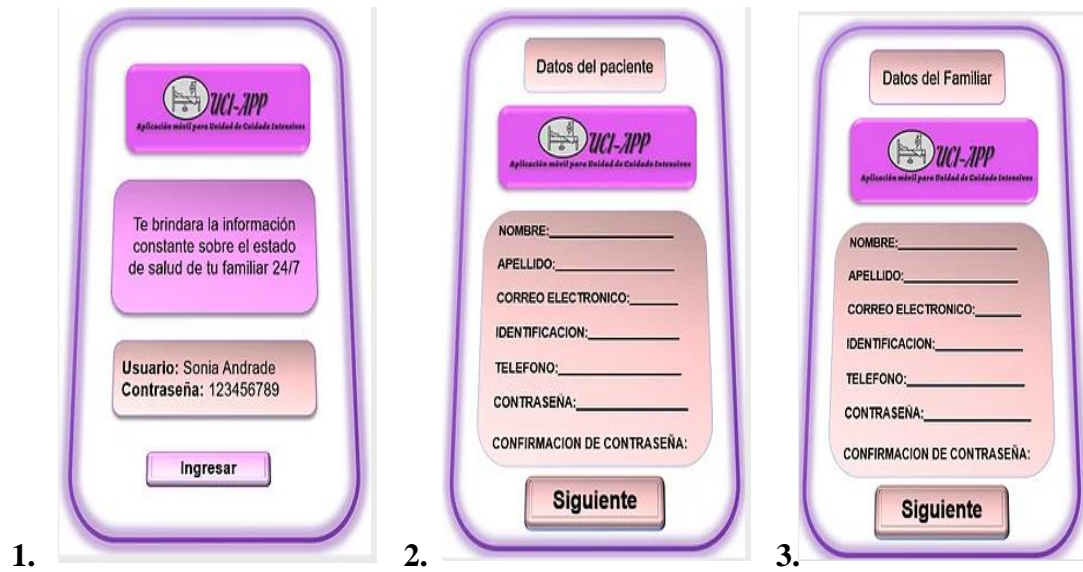 UCI-APP
Aplicación móvil para Unidad de Cuidado Intensivos
Te brindara la información
constante sobre el estado
de salud de tu familiar 24/7
Usuario: Sonia Andrade
Contraseña: 123456789
Ingresar
1.
Datos del paciente
UCI-APP
Aplicación móvil para Unidad de Cuidado Intensivos
NOMBRE:
APELLIDO:
CORREO ELECTRONICO:
IDENTIFICACION:
TELEFONO:
CONTRASEÑA:
CONFIRMACION DE CONTRASEÑA:
Siguiente
2.
Datos del Familiar
UCI-APP
Aplicación móvil para Unidad de Cuidado Intensivos
NOMBRE:
APELLIDO:
CORREO ELECTRONICO:
IDENTIFICACION:
TELEFONO:
CONTRASEÑA:
CONFIRMACION DE CONTRASEÑA:
Siguiente
3.